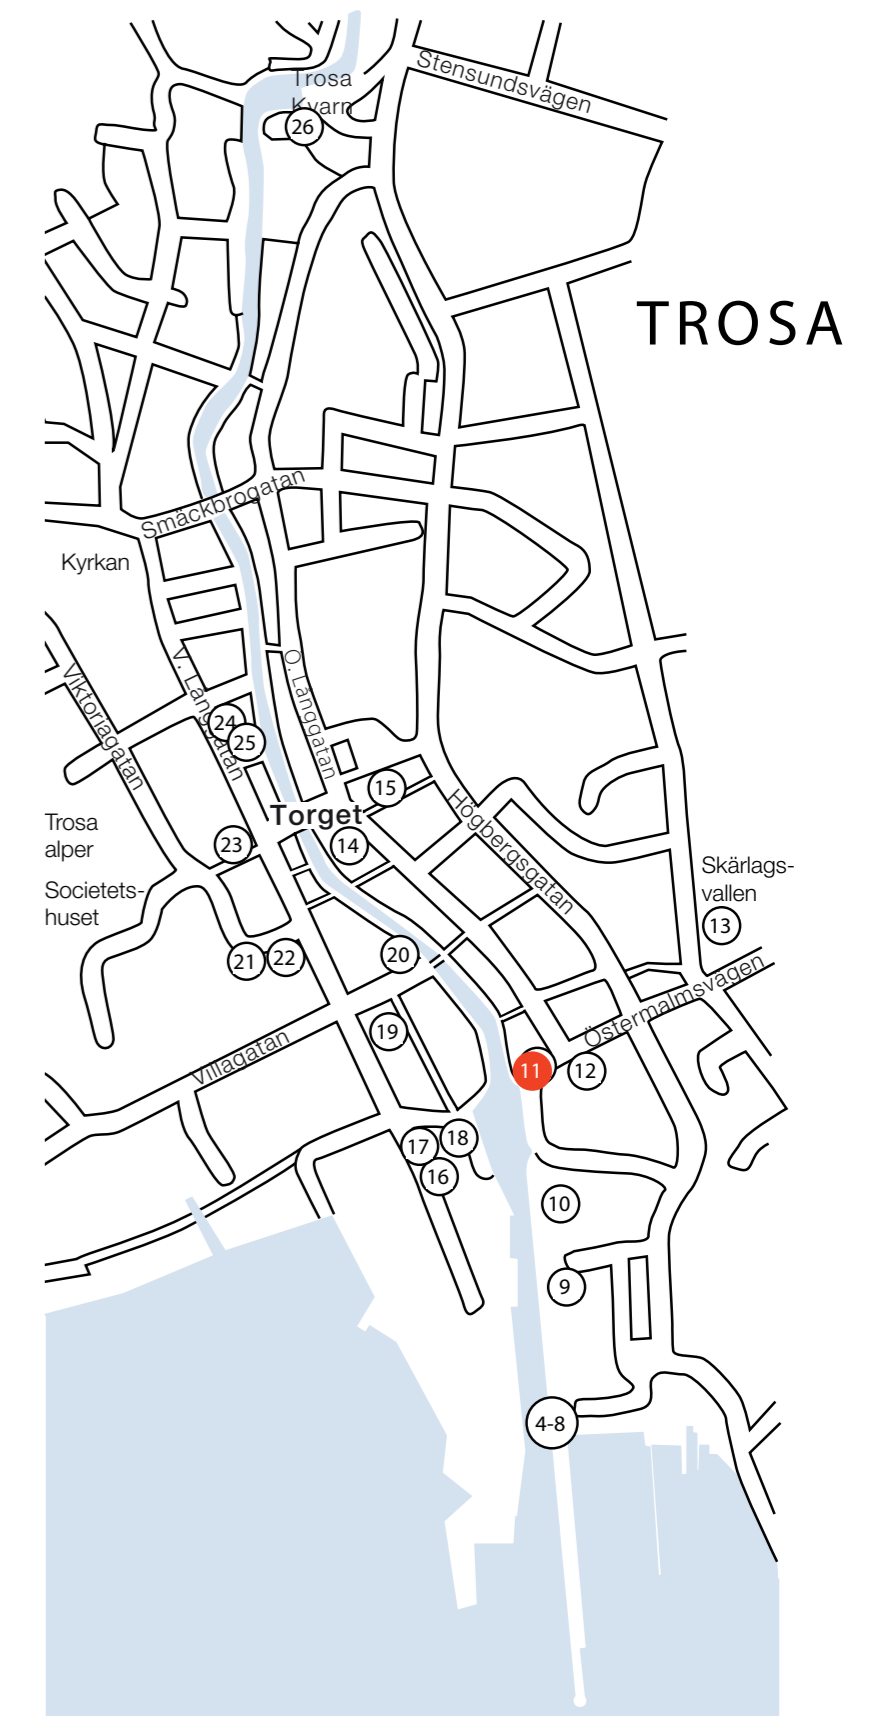 Stensundsvägen
Trosa
Kvarn
26
TROSA
Smäckbrogatan
Kyrkan
Viktoriagatan
V. Långgatan
Ö. Långgatan
24
25
15
Högbergsgatan
Torget
Trosa
alper
23
14
Skärlags-
vallen
13
Societets-
huset
21
22
20
Östermalmsvägen
19
Villagatan
11
12
17
18
16
10
9
4-8